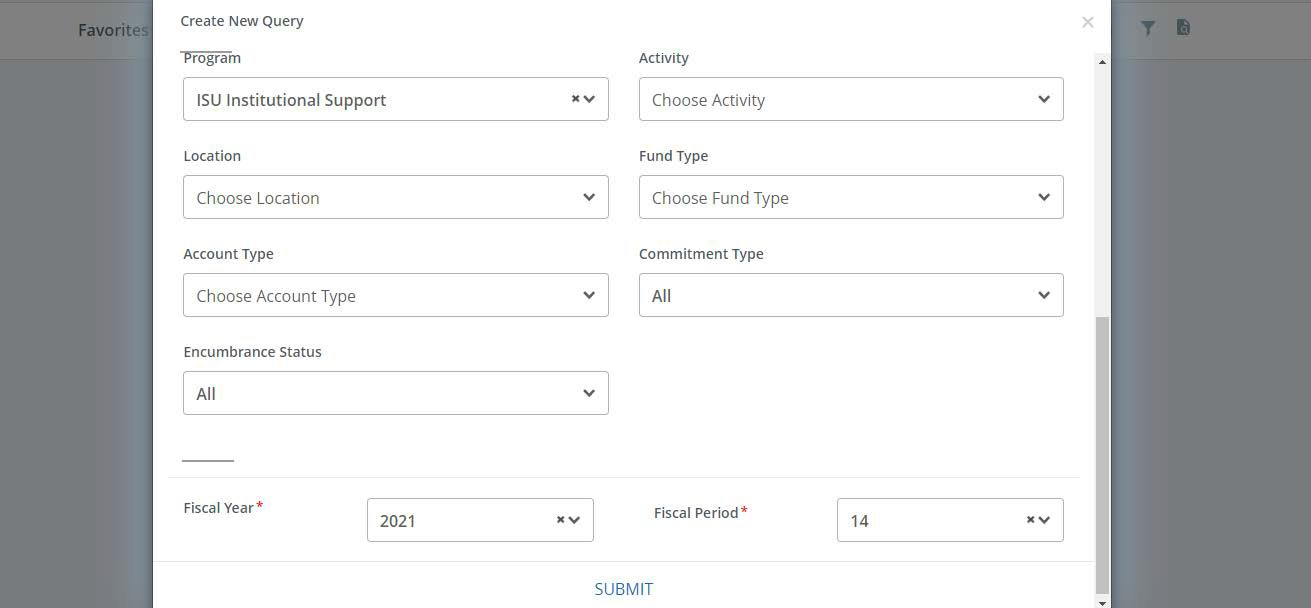 Create New Query
×
Favorites
Program
Activity
ISU Institutional Support
Choose Activity
Location
Fund Type
Choose Location
Choose Fund Type
Account Type
Commitment Type
Choose Account Type
All
Encumbrance Status
All
Fiscal Year*
2021
Fiscal Period*
14
SUBMIT